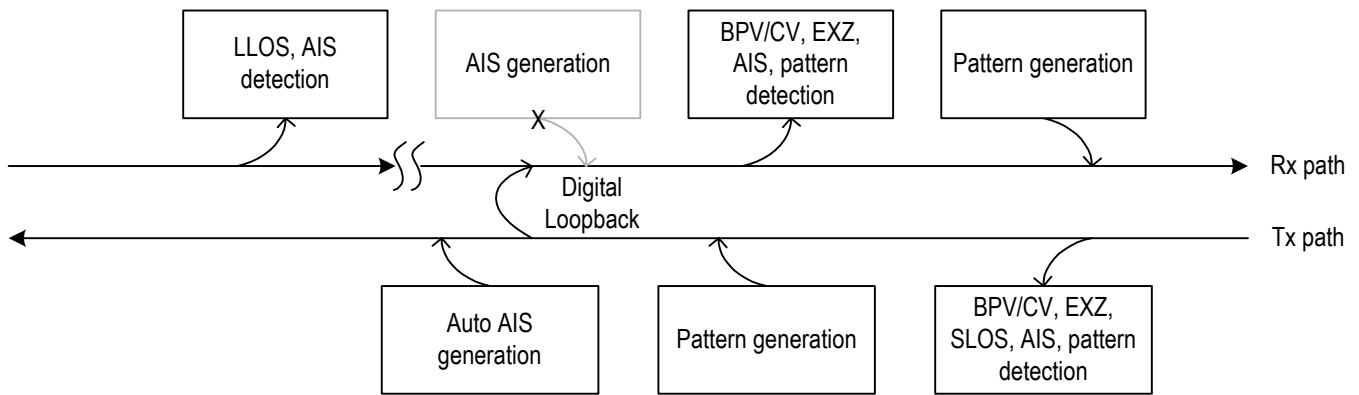 LLOS, AIS
detection
AIS generation
BPV/CV, EXZ,
AIS, pattern
detection
Pattern generation
X
Rx path
Digital
Loopback
Tx path
Auto AIS
generation
Pattern generation
BPV/CV, EXZ,
SLOS, AIS, pattern
detection